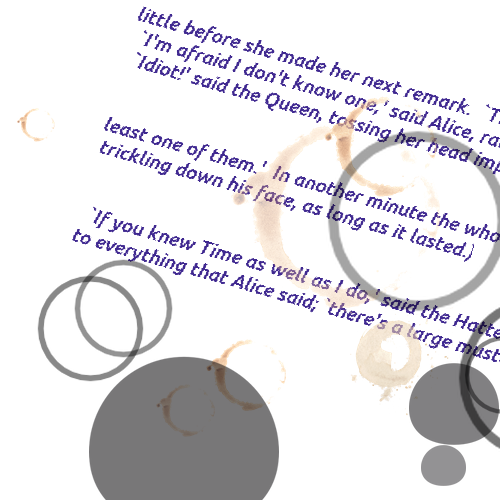 little before she made her next remark. `T
`I'm afraid I don't know one,' said Alice, ra
`Idiot!' said the Queen, tossing her head imp
least one of them.' In another minute the who
trickling down his face, as long as it lasted.)
`If you knew Time as well as I do,' said the Hatte
to everything that Alice said; `there's a large must